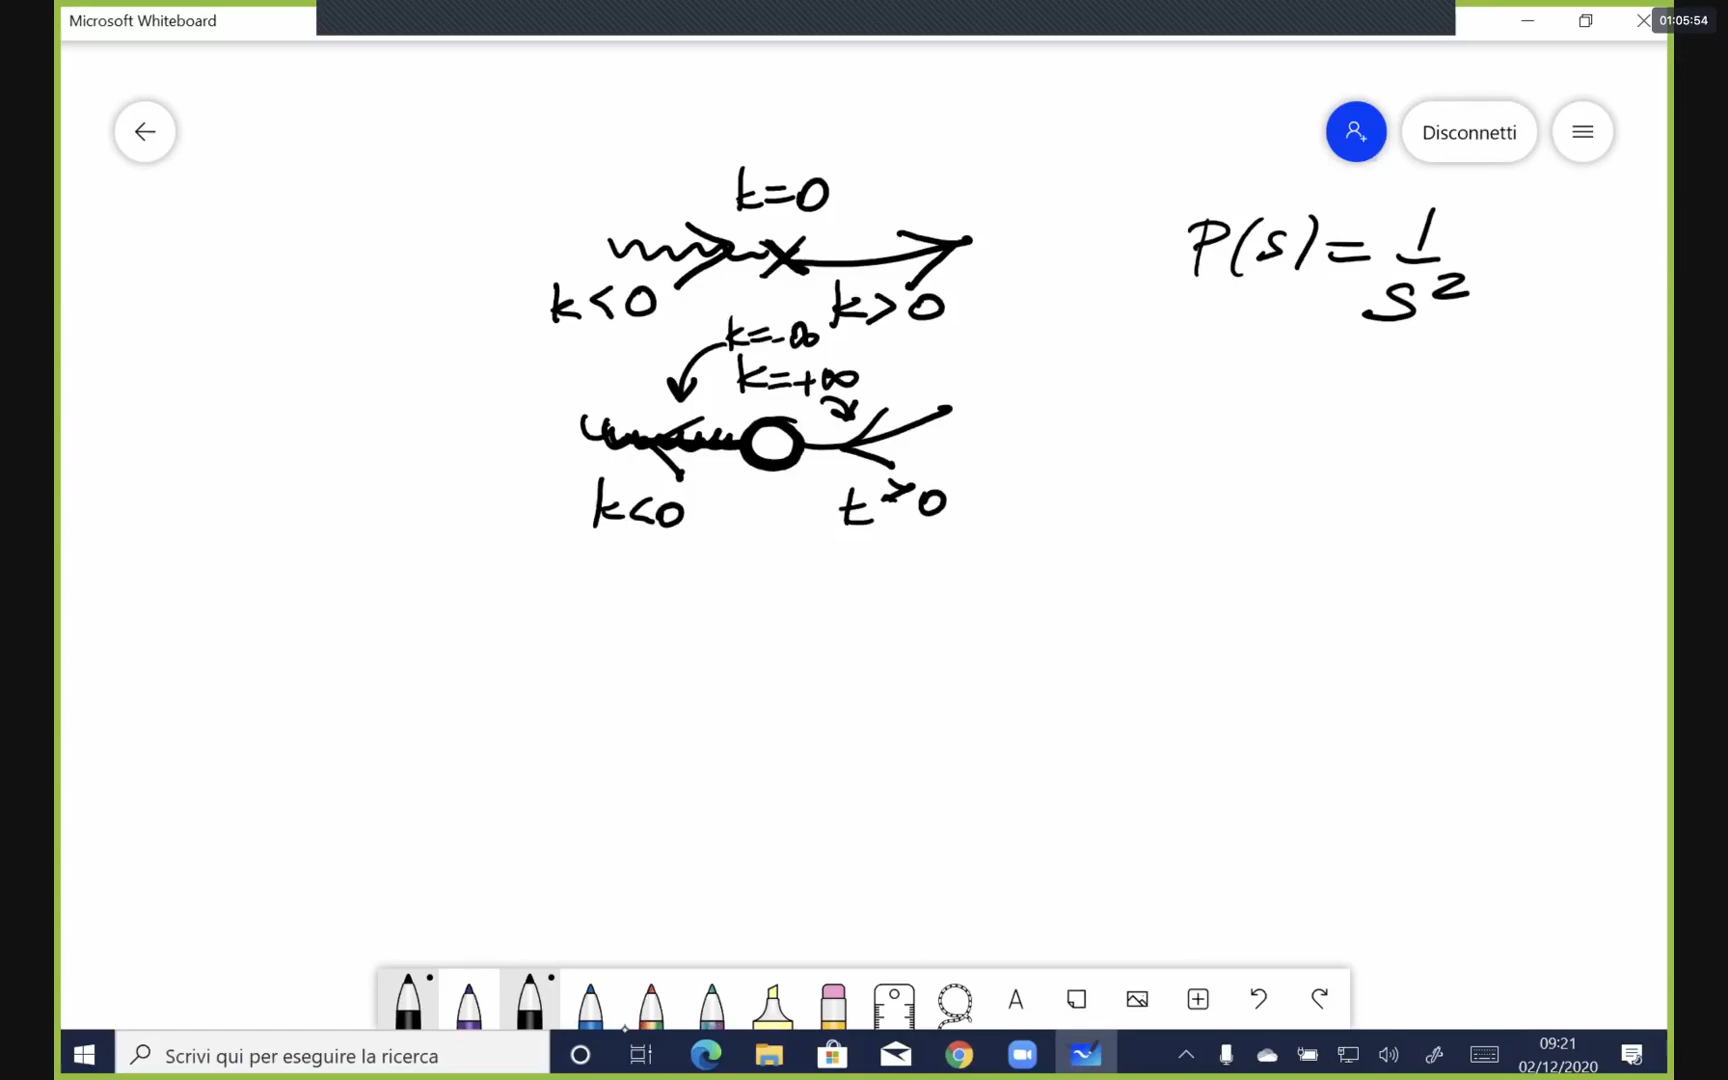 Microsoft Whiteboard
01:05:54
Disconnetti
k=0
k<0
k>0
P(s)=1/s²
k=-∞
k=+∞
k<0
t>0
A
Scrivi qui per eseguire la ricerca
09:21
02/12/2020